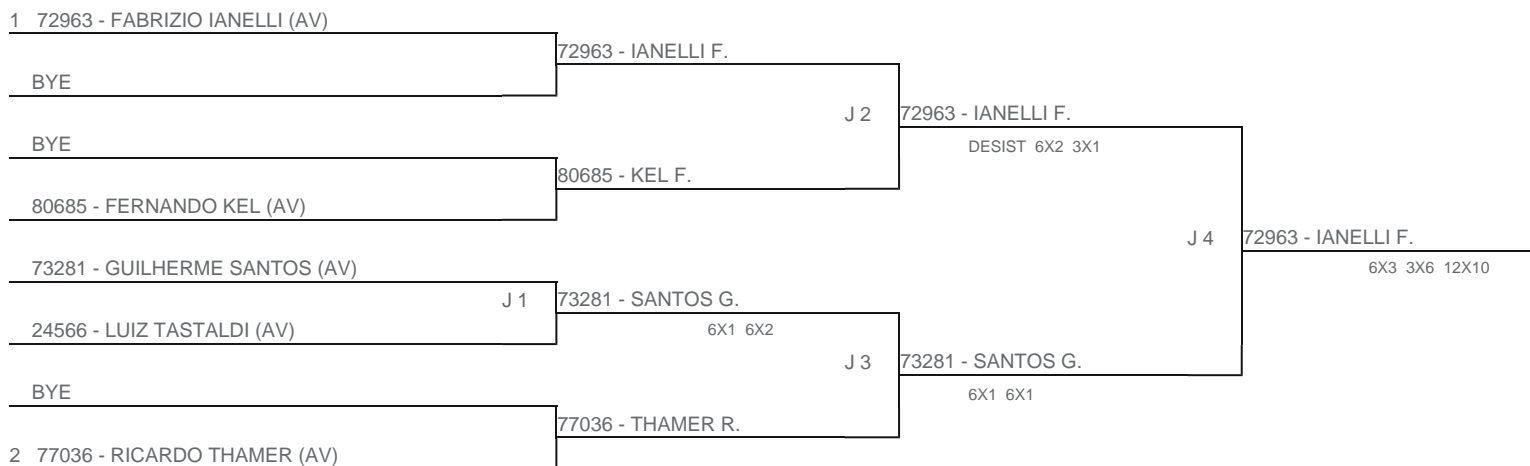 1 72963 - FABRIZIO IANELLI (AV)
72963 - IANELLI F.
BYE
J 2
72963 - IANELLI F.
DESIST 6X2 3X1
BYE
80685 - KEL F.
80685 - FERNANDO KEL (AV)
J 4
72963 - IANELLI F.
6X3 3X6 12X10
73281 - GUILHERME SANTOS (AV)
J 1
73281 - SANTOS G.
6X1 6X2
24566 - LUIZ TASTALDI (AV)
J 3
73281 - SANTOS G.
6X1 6X1
BYE
77036 - THAMER R.
2 77036 - RICARDO THAMER (AV)